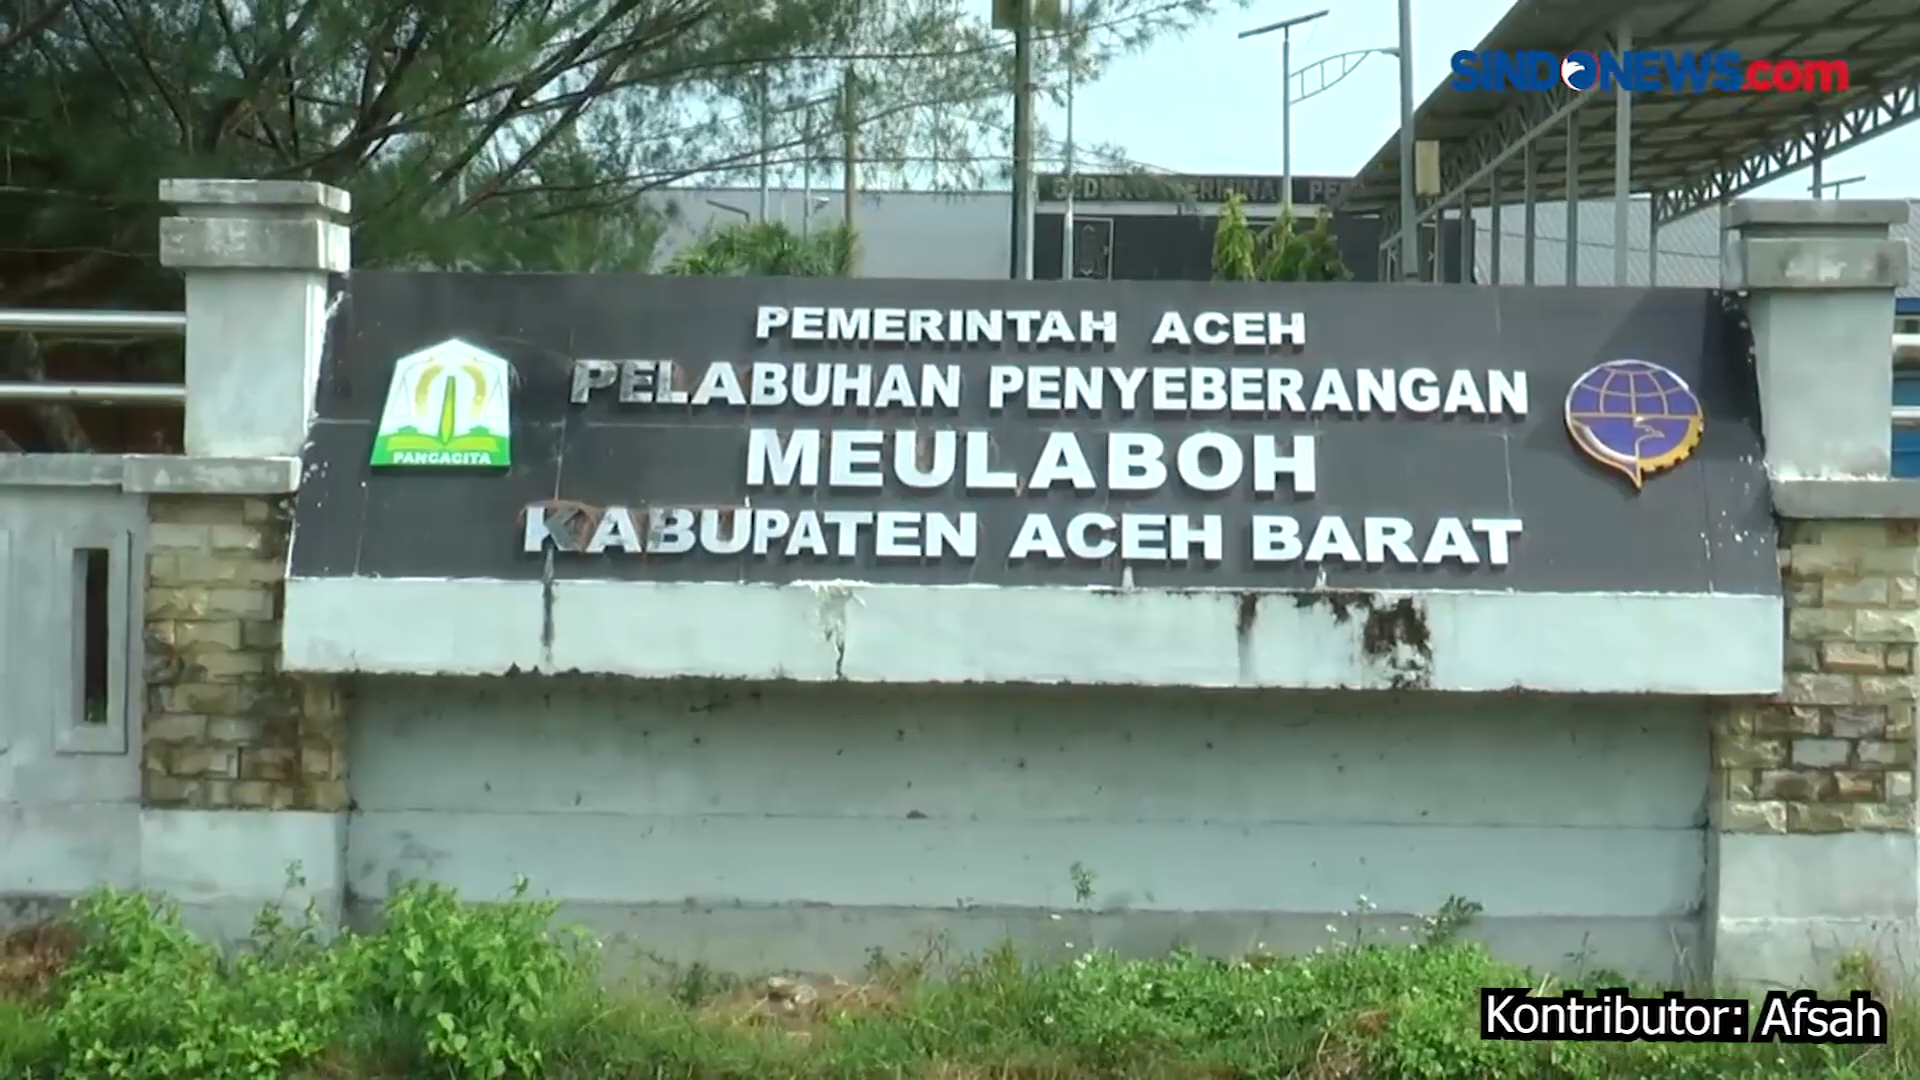 SINDONEWS.com
PEMERINTAH ACEH
PELABUHAN PENYEBERANGAN
MEULABOH
KABUPATEN ACEH BARAT
PANCACITA
Kontributor: Afsah